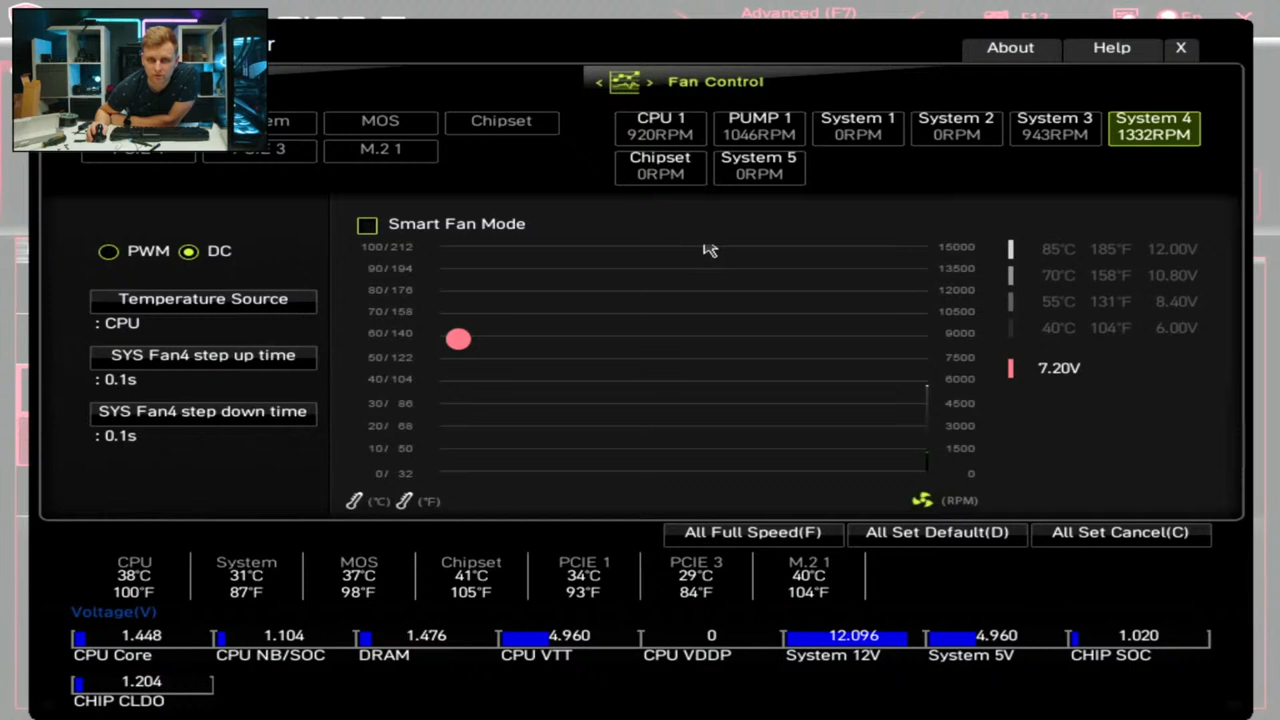 Advanced (F7)
F12
En
X
r
About
Help
X
Fan Control
MOS
Chipset
3
M.2 1
CPU 1
920RPM
PUMP 1
1046RPM
System 1
0RPM
System 2
0RPM
System 3
943RPM
System 4
1332RPM
Chipset
0RPM
System 5
0RPM
PWM
DC
Temperature Source
: CPU
SYS Fan4 step up time
: 0.1s
SYS Fan4 step down time
: 0.1s
Smart Fan Mode
100/212
90/194
80/176
70/158
60/140
50/122
40/104
30/ 86
20/ 68
10/ 50
0/ 32
15000
13500
12000
10500
9000
7500
6000
4500
3000
1500
0
(°C)
(°F)
(RPM)
85°C 185°F 12.00V
70°C 158°F 10.80V
55°C 131°F 8.40V
40°C 104°F 6.00V
7.20V
All Full Speed(F)
All Set Default(D)
All Set Cancel(C)
CPU
38°C
100°F
System
31°C
87°F
MOS
37°C
98°F
Chipset
41°C
105°F
PCIE 1
34°C
93°F
PCIE 3
29°C
84°F
M.2 1
40°C
104°F
Voltage(V)
1.448
CPU Core
1.104
CPU NB/SOC
1.476
DRAM
4.960
CPU VTT
0
CPU VDDP
12.096
System 12V
4.960
System 5V
1.020
CHIP SOC
1.204
CHIP CLDO